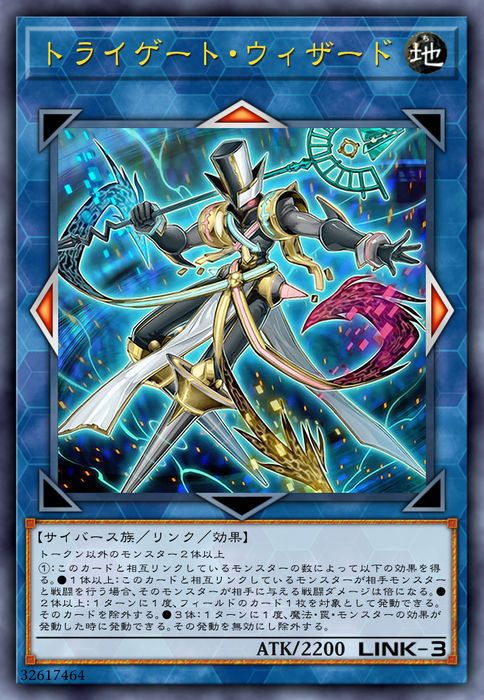 トライゲート・ウィザード
地
ち
【サイバース族／リンク／効果】
トークン以外のモンスター２体以上
①：このカードと相互リンクしているモンスターの数によって以下の効果を得
る。●１体以上：このカードと相互リンクしているモンスターが相手モンスター
と戦闘を行う場合、そのモンスターが相手に与える戦闘ダメージは倍になる。●
２体以上：１ターンに１度、フィールドのカード１枚を対象として発動できる。
そのカードを除外する。●３体：１ターンに１度、魔法・罠・モンスターの効果が
発動した時に発動できる。その発動を無効にし除外する。
ATK/2200 LINK-3
32617464